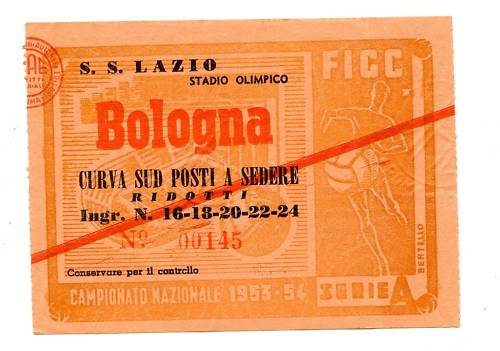 S. S. LAZIO
STADIO OLIMPICO
FIGC
Bologna
CURVA SUD POSTI A SEDERE
RIDOTTI
Ingr. N. 16-18-20-22-24
Nº 00145
Conservare per il controllo
CAMPIONATO NAZIONALE 1953-54 SERIE A
BERTELLO